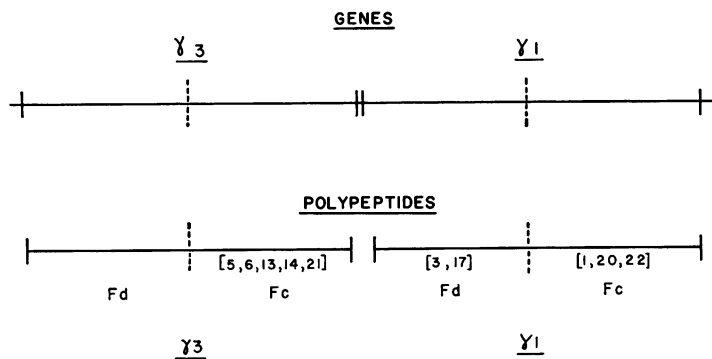 GENES
γ3 γ1
POLYPEPTIDES
[5,6,13,14,21] [3,17] [1,20,22]
Fd Fc Fd Fc
γ3 γ1